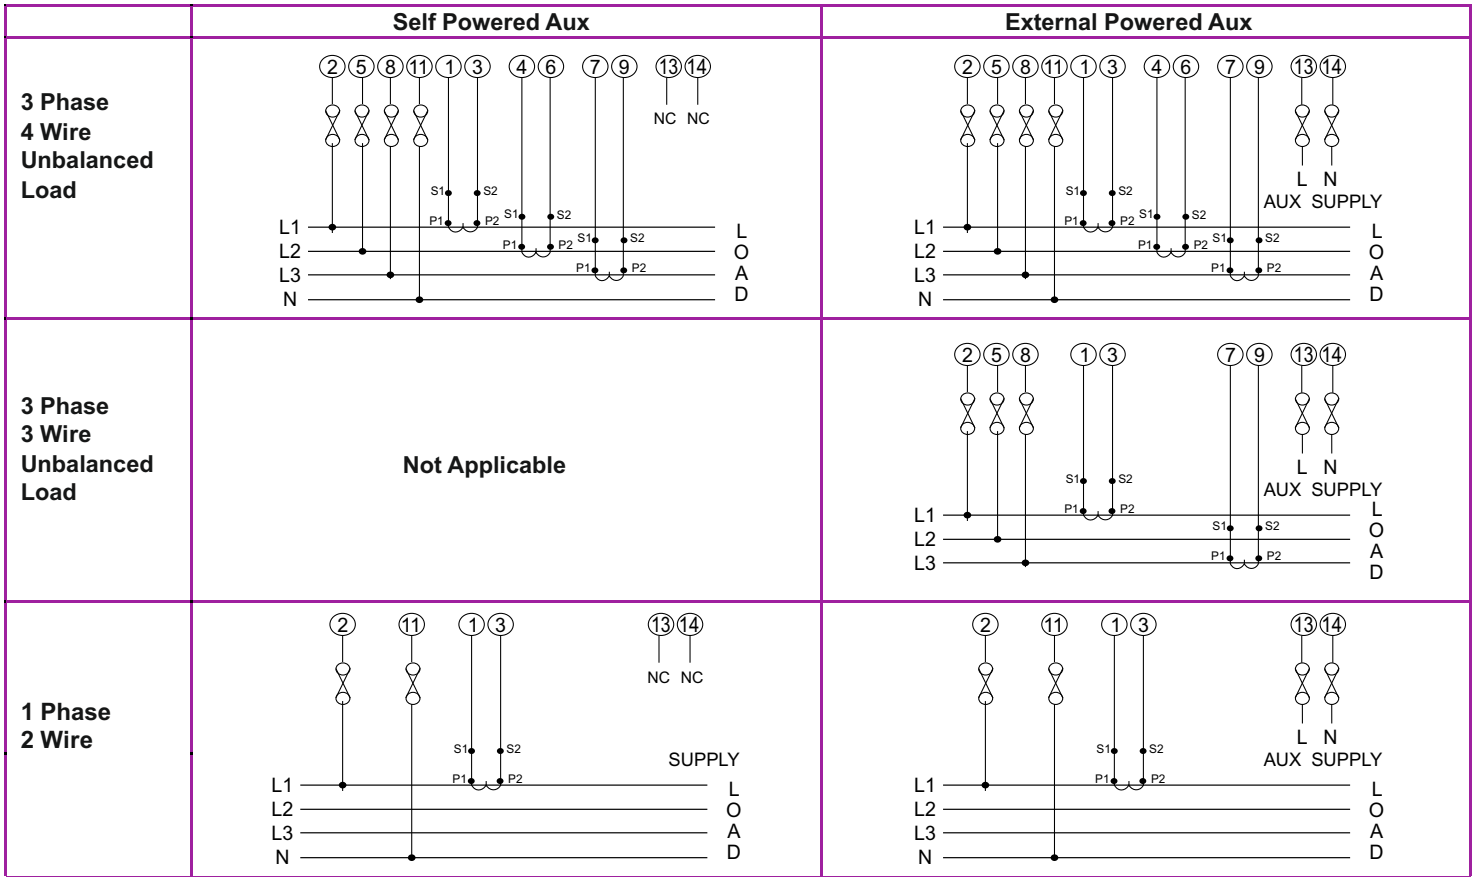 Self Powered Aux
External Powered Aux
3 Phase
4 Wire
Unbalanced
Load
2 5 8 11 1 3 4 6 7 9 13 14
NC NC
S1 S2
P1 P2
S1 S2
P1 P2
S1 S2
P1 P2
L1
L2
L3
N
L
O
A
D
2 5 8 11 1 3 4 6 7 9 13 14
L N
AUX SUPPLY
S1 S2
P1 P2
S1 S2
P1 P2
S1 S2
P1 P2
L1
L2
L3
N
L
O
A
D
3 Phase
3 Wire
Unbalanced
Load
Not Applicable
2 5 8 1 3 7 9 13 14
L N
AUX SUPPLY
S1 S2
P1 P2
S1 S2
P1 P2
L1
L2
L3
L
O
A
D
1 Phase
2 Wire
2 11 1 3 13 14
NC NC
S1 S2
SUPPLY
P1 P2
L1
L2
L3
N
L
O
A
D
2 11 1 3 13 14
L N
AUX SUPPLY
S1 S2
P1 P2
L1
L2
L3
N
L
O
A
D